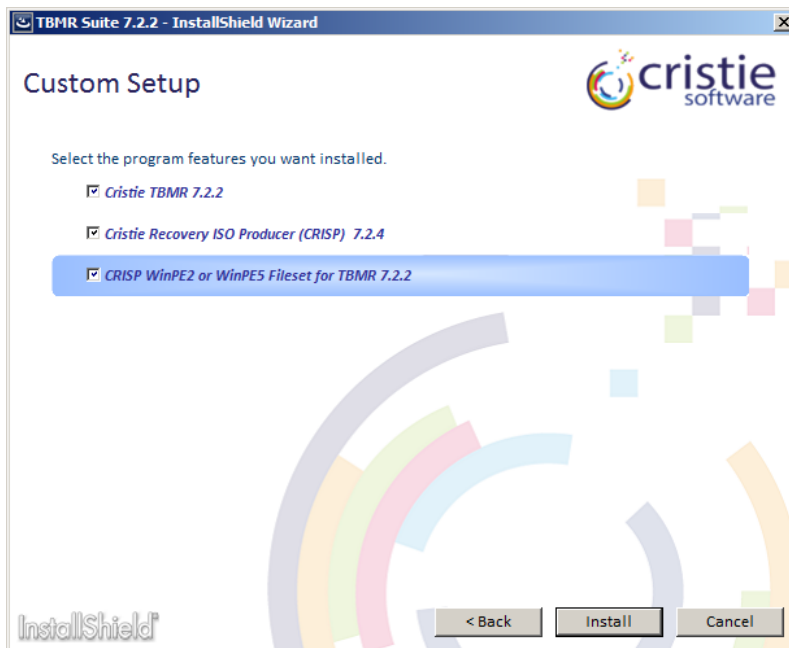 TBMR Suite 7.2.2 - InstallShield Wizard
Custom Setup
cristie
software
Select the program features you want installed.
Cristie TBMR 7.2.2
Cristie Recovery ISO Producer (CRISP) 7.2.4
CRISP WinPE2 or WinPE5 Fileset for TBMR 7.2.2
InstallShield
< Back
Install
Cancel